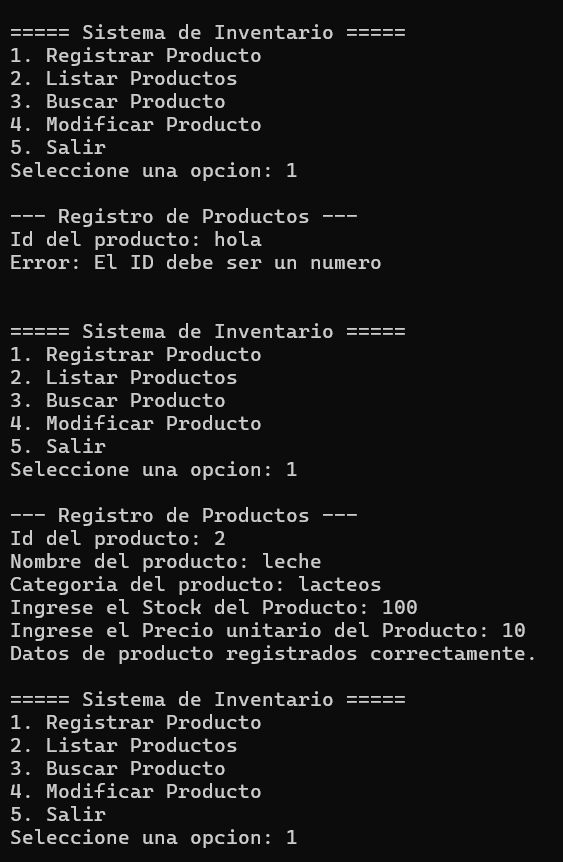 ===== Sistema de Inventario =====
1. Registrar Producto
2. Listar Productos
3. Buscar Producto
4. Modificar Producto
5. Salir
Seleccione una opcion: 1
--- Registro de Productos ---
Id del producto: hola
Error: El ID debe ser un numero
===== Sistema de Inventario =====
1. Registrar Producto
2. Listar Productos
3. Buscar Producto
4. Modificar Producto
5. Salir
Seleccione una opcion: 1
--- Registro de Productos ---
Id del producto: 2
Nombre del producto: leche
Categoria del producto: lacteos
Ingrese el Stock del Producto: 100
Ingrese el Precio unitario del Producto: 10
Datos de producto registrados correctamente.
===== Sistema de Inventario =====
1. Registrar Producto
2. Listar Productos
3. Buscar Producto
4. Modificar Producto
5. Salir
Seleccione una opcion: 1